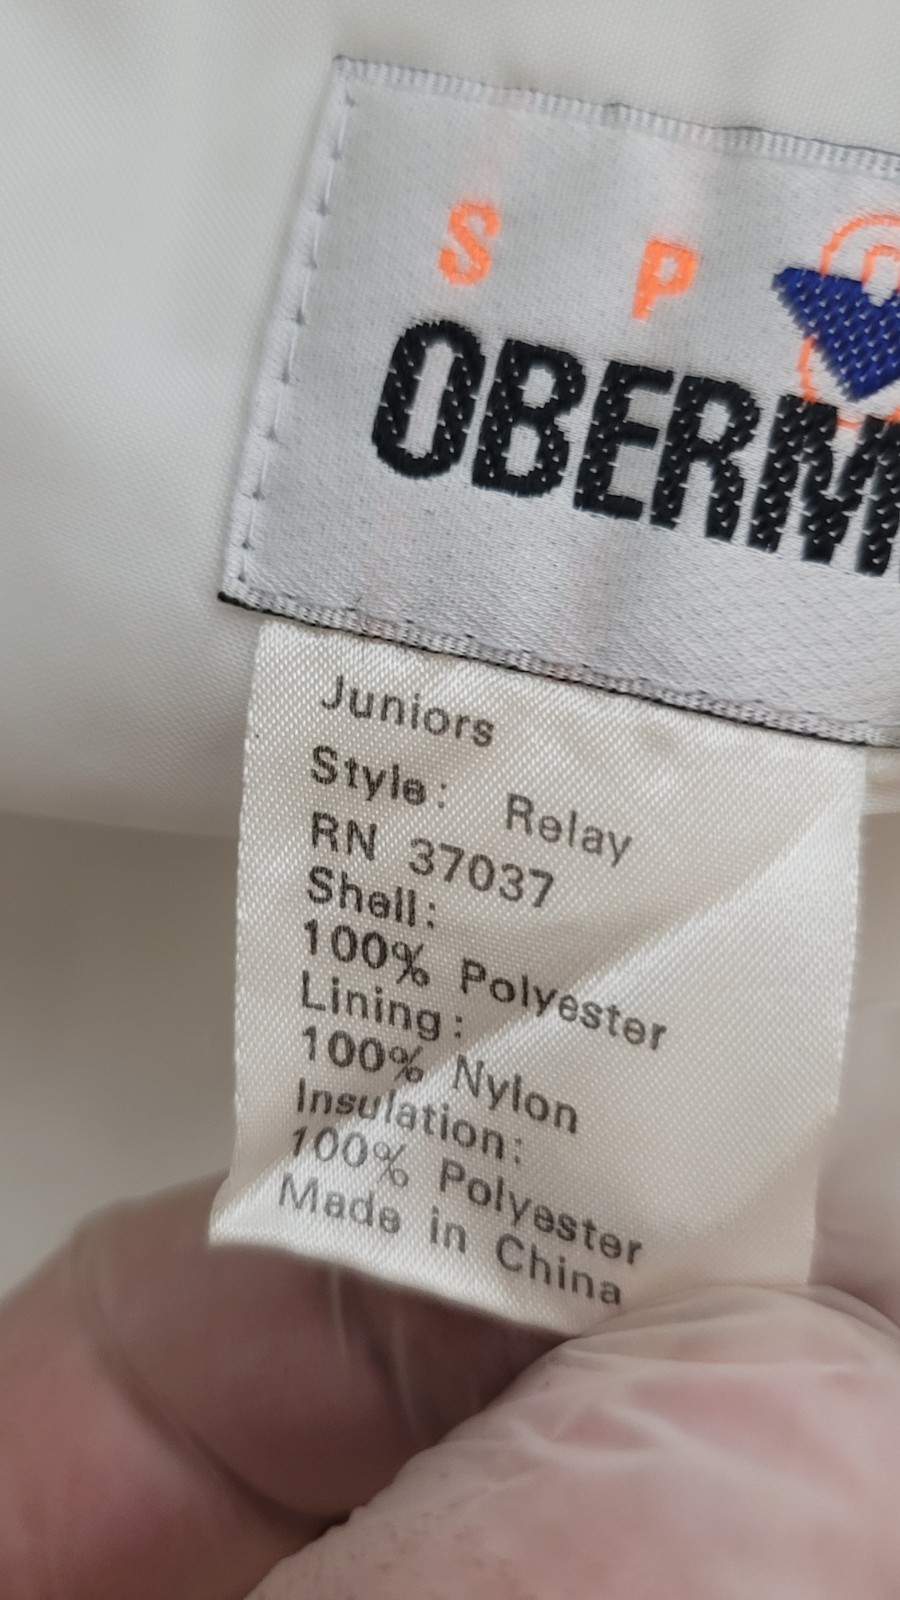 S P
OBERM
Juniors
Style: Relay
RN 37037
Shell:
100% Polyester
Lining:
100% Nylon
Insulation:
100% Polyester
Made in China